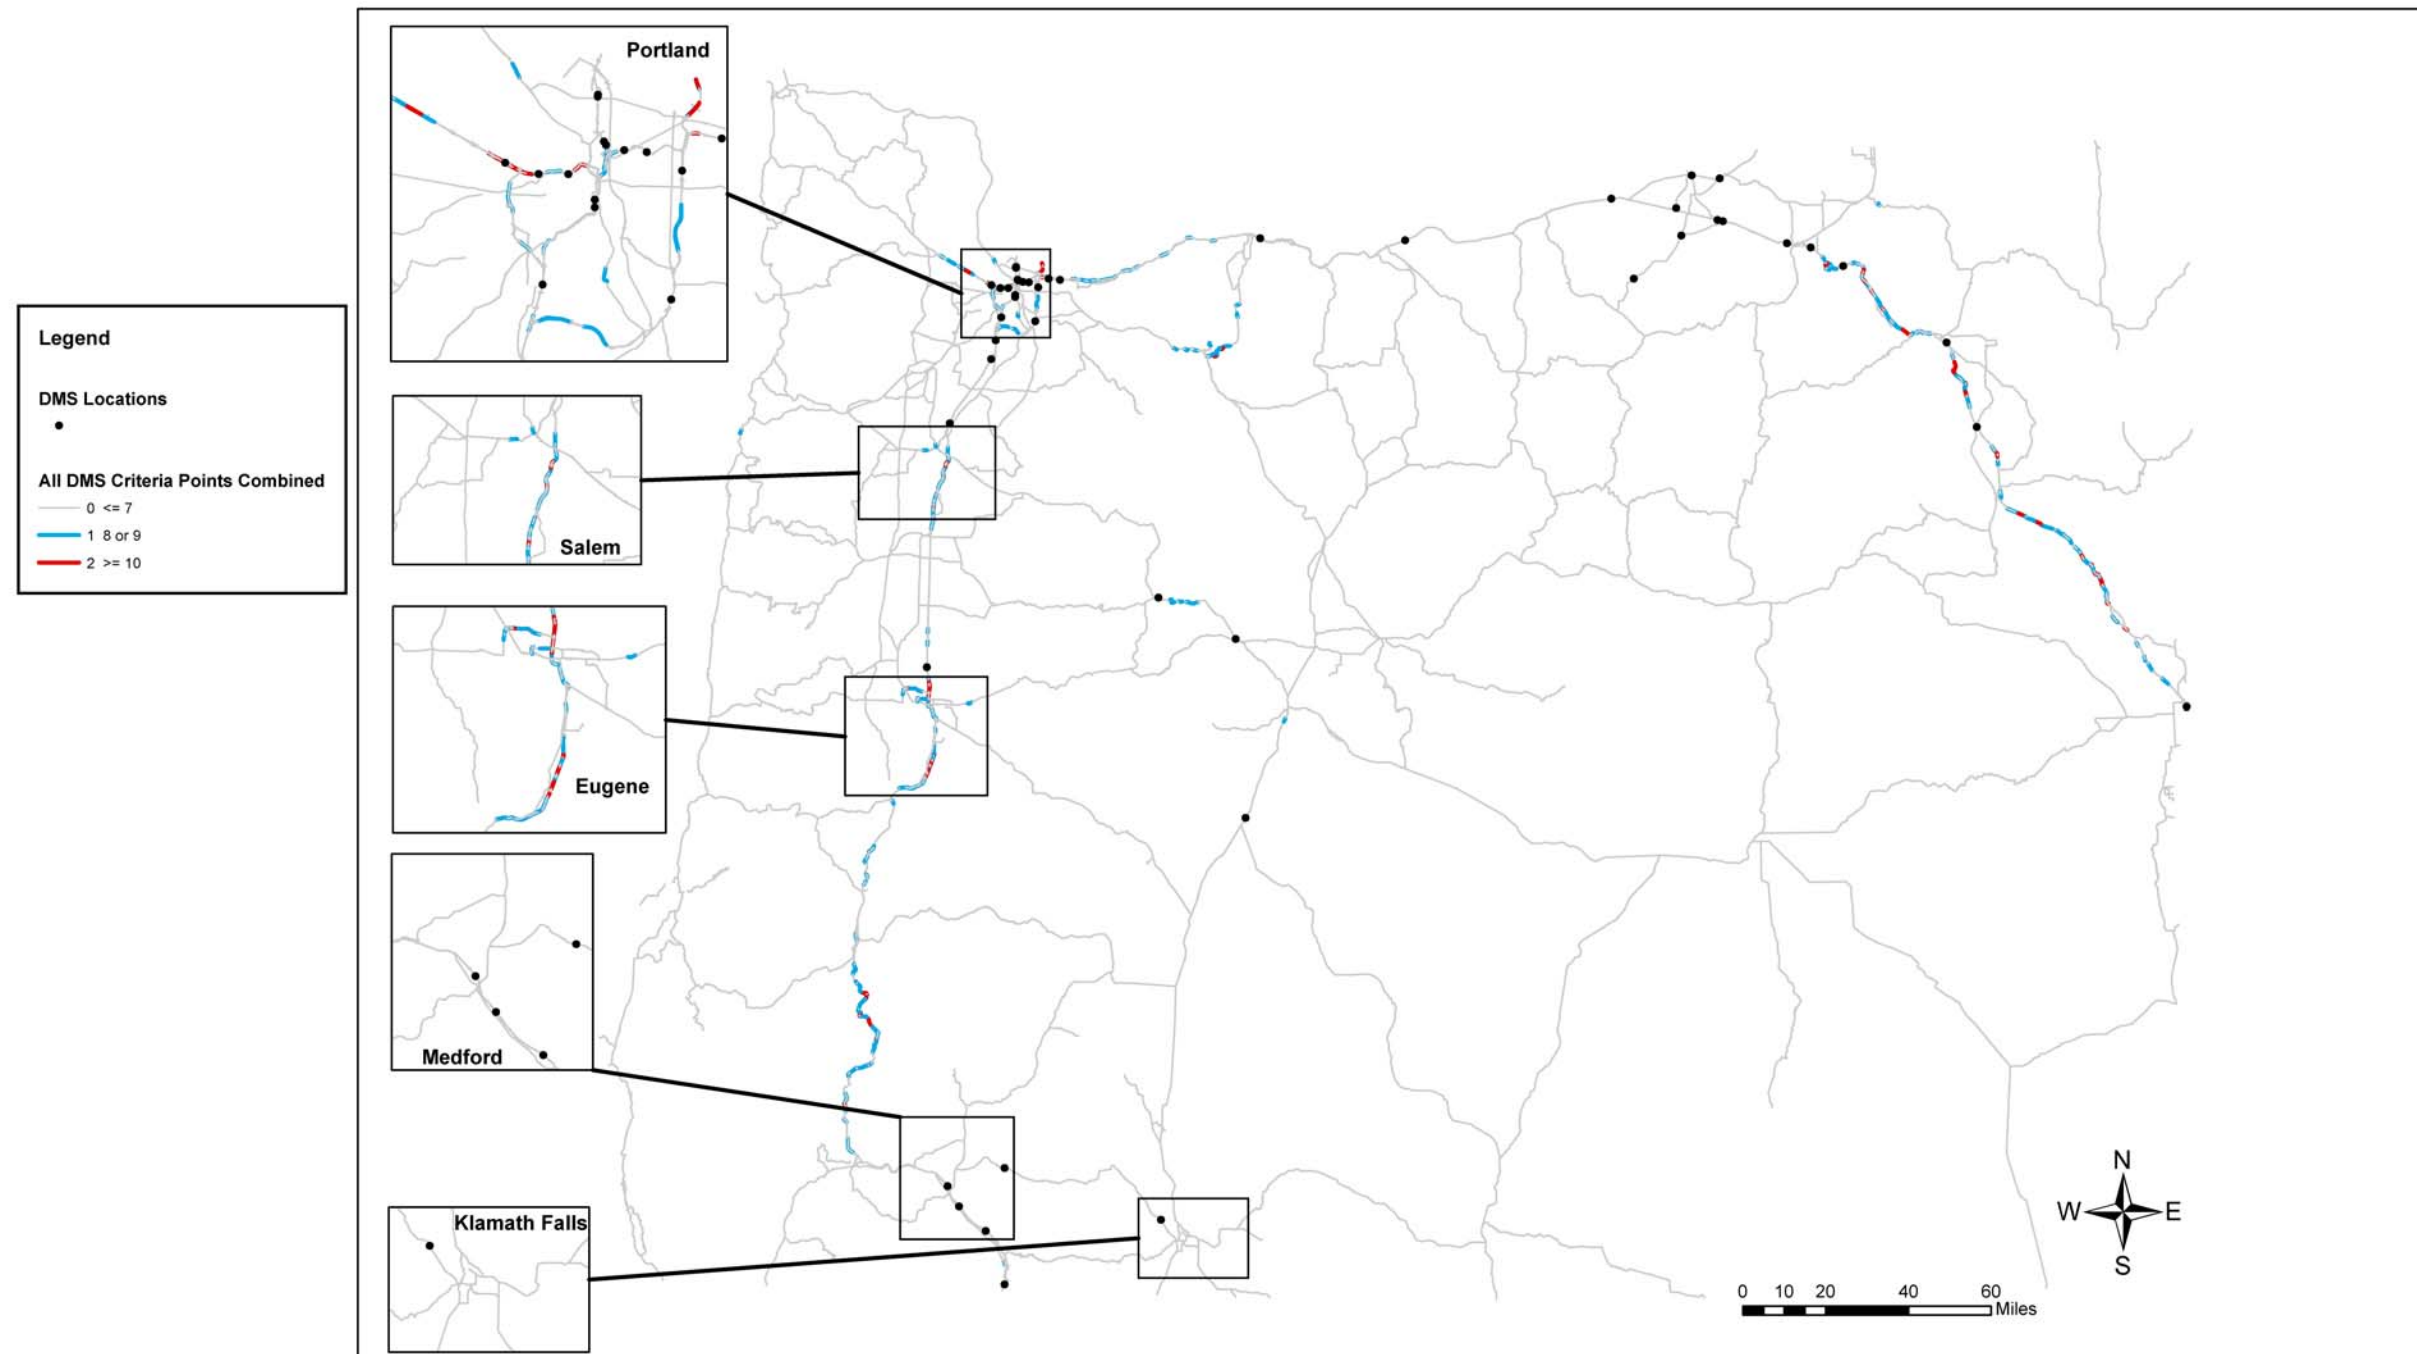 Portland
Legend
DMS Locations
All DMS Criteria Points Combined
0 <= 7
1 8 or 9
2 >= 10
Salem
Eugene
Medford
Klamath Falls
N
W E
S
0 10 20 40 60
Miles